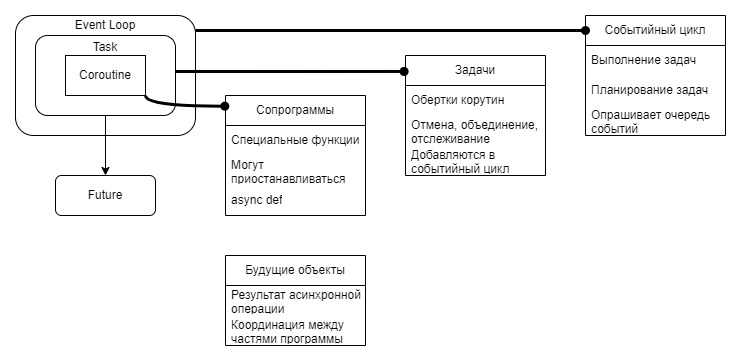 Event Loop
Task
Coroutine
Future
Событийный цикл
Выполнение задач
Планирование задач
Опрашивает очередь
событий
Задачи
Обертки корутин
Отмена, объединение,
отслеживание
Добавляются в
событийный цикл
Сопрограммы
Специальные функции
Могут
приостанавливаться
async def
Будущие объекты
Результат асинхронной
операции
Координация между
частями программы